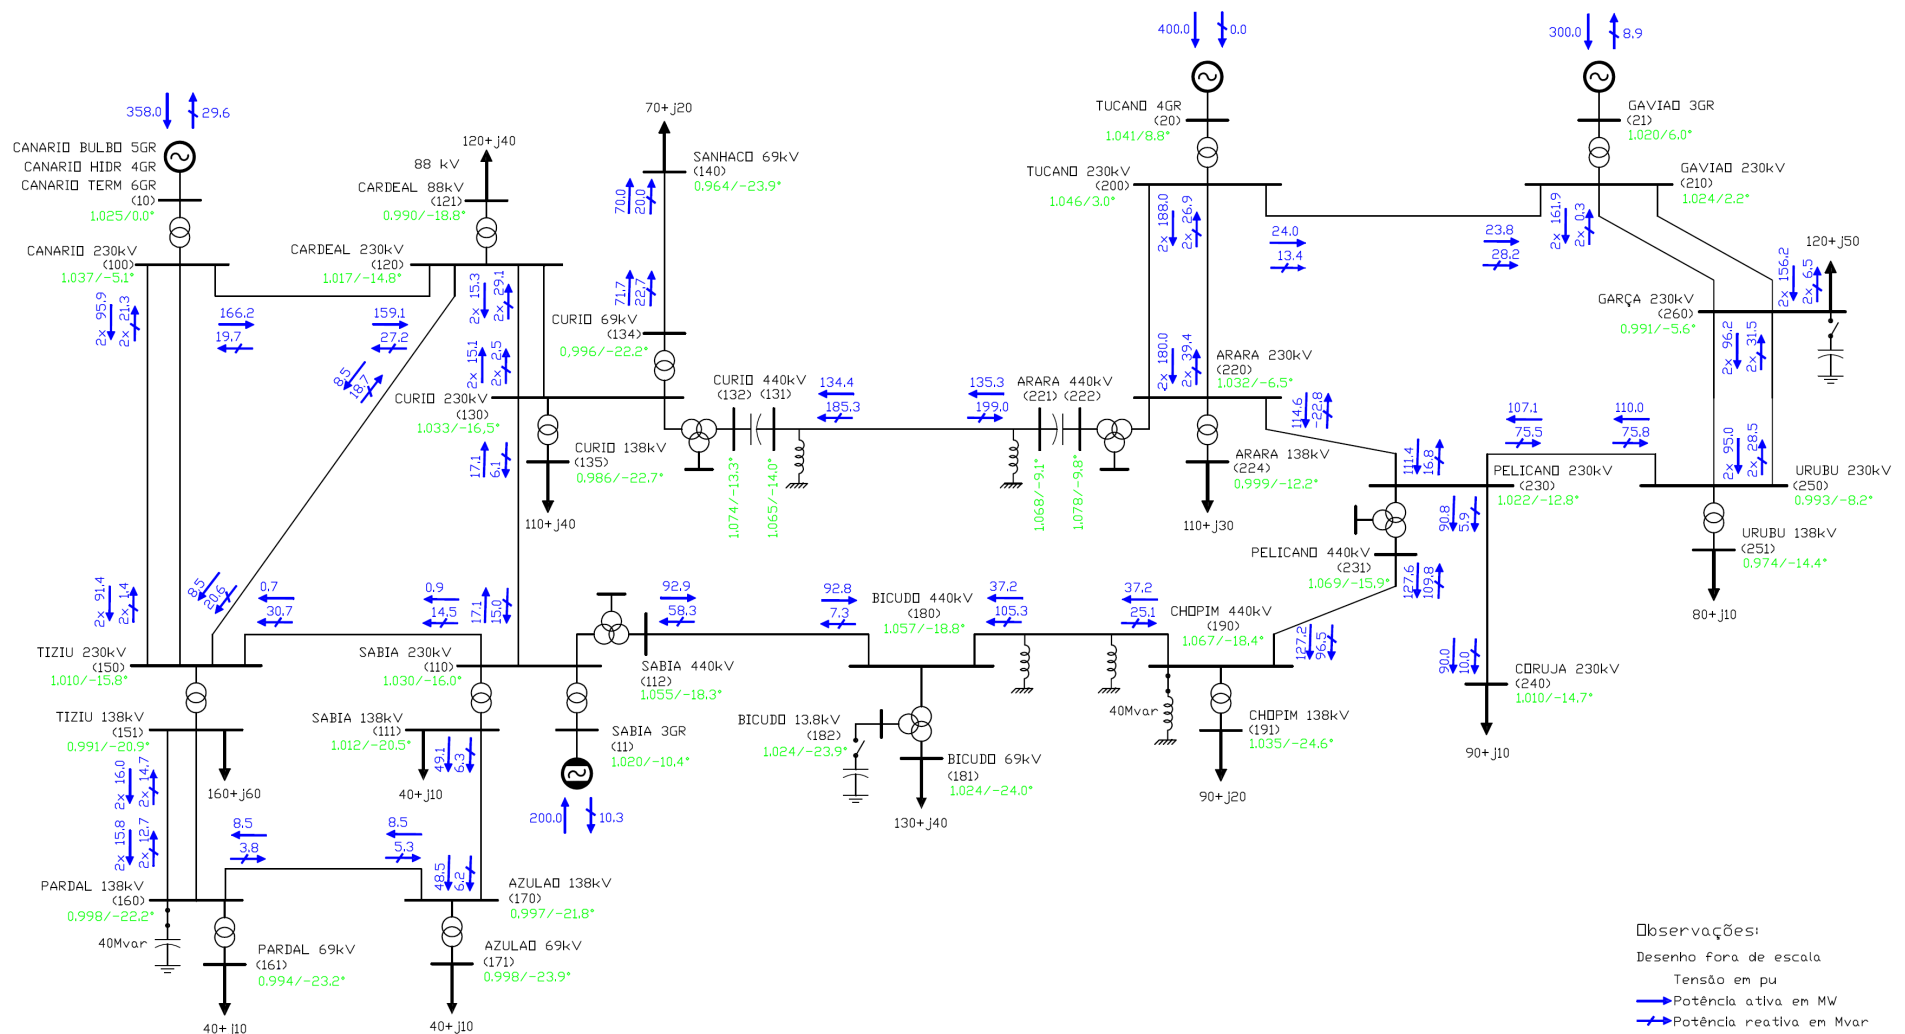 358.0
29.6
CANARIO BULBO 5GR
CANARIO HIDR 4GR
CANARIO TERM 6GR
(10)
1.025/0.0°
CANARIO 230kV
(100)
1.037/-5.1°
2x 95.9
2x 21.3
166.2
19.7
159.1
27.2
120+j40
88 kV
CARDEAL 88kV
(121)
0.990/-18.8°
CARDEAL 230kV
(120)
1.017/-14.8°
2x 15.3
2x 29.1
8.5
18.7
2x 15.1
2x 2.5
CURIO 230kV
(130)
1.033/-16.5°
17.1
6.1
CURIO 138kV
(135)
0.986/-22.7°
110+j40
70+j20
SANHACO 69kV
(140)
0.964/-23.9°
70.0
20.0
71.7
22.7
CURIO 69kV
(134)
0.996/-22.2°
CURIO 440kV
(132) (131)
1.074/-13.3°
1.065/-14.0°
134.4
185.3
135.3
199.0
ARARA 440kV
(221) (222)
1.068/-9.1°
1.078/-9.8°
400.0
0.0
TUCANO 4GR
(20)
1.041/8.8°
TUCANO 230kV
(200)
1.046/3.0°
2x 188.0
2x 26.9
24.0
13.4
23.8
28.2
2x 180.0
2x 39.4
ARARA 230kV
(220)
1.032/-6.5°
ARARA 138kV
(224)
0.999/-12.2°
110+j30
114.6
-22.8
300.0
8.9
GAVIAO 3GR
(21)
1.020/6.0°
GAVIAO 230kV
(210)
1.024/2.2°
2x 161.9
2x 0.3
2x 156.2
2x 6.5
120+j50
GARÇA 230kV
(260)
0.991/-5.6°
2x 96.2
2x 31.5
2x 95.0
2x 28.5
107.1
75.5
110.0
75.8
111.4
16.8
PELICANO 230kV
(230)
1.022/-12.8°
90.8
5.9
URUBU 230kV
(250)
0.993/-8.2°
URUBU 138kV
(251)
0.974/-14.4°
80+j10
PELICANO 440kV
(231)
1.069/-15.9°
127.6
109.8
127.2
96.5
90.0
10.0
CORUJA 230kV
(240)
1.010/-14.7°
90+j10
2x 91.4
2x 1.4
8.5
20.6
0.7
30.7
0.9
14.5
17.1
15.0
TIZIU 230kV
(150)
1.010/-15.8°
SABIA 230kV
(110)
1.030/-16.0°
92.9
58.3
92.8
7.3
SABIA 440kV
(112)
1.055/-18.3°
BICUDO 440kV
(180)
1.057/-18.8°
37.2
105.3
37.2
25.1
CHOPIM 440kV
(190)
1.067/-18.4°
TIZIU 138kV
(151)
0.991/-20.9°
160+j60
2x 16.0
2x 14.7
2x 15.8
2x 12.7
SABIA 138kV
(111)
1.012/-20.5°
40+j10
49.1
6.3
SABIA 3GR
(11)
1.020/-10.4°
200.0
10.3
BICUDO 13.8kV
(182)
1.024/-23.9°
BICUDO 69kV
(181)
1.024/-24.0°
130+j40
40Mvar
CHOPIM 138kV
(191)
1.035/-24.6°
90+j20
8.5
3.8
8.5
5.3
48.5
6.2
PARDAL 138kV
(160)
0.998/-22.2°
40Mvar
PARDAL 69kV
(161)
0.994/-23.2°
40+j10
AZULAO 138kV
(170)
0.997/-21.8°
AZULAO 69kV
(171)
0.998/-23.9°
40+j10
Observações:
Desenho fora de escala
Tensão em pu
Potência ativa em MW
Potência reativa em Mvar